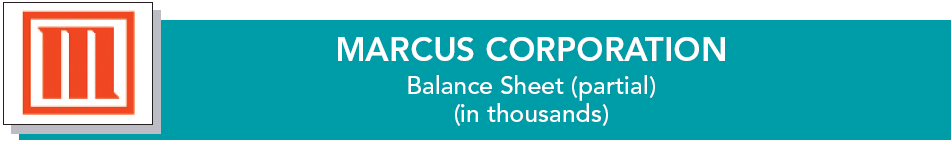 M
MARCUS CORPORATION
Balance Sheet (partial)
(in thousands)